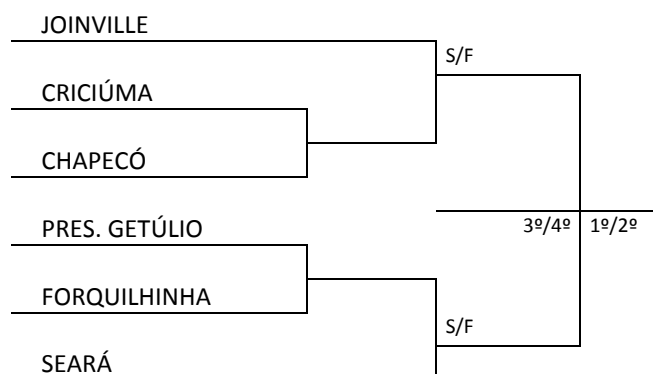 JOINVILLE
S/F
CRICIÚMA
CHAPECÓ
PRES. GETÚLIO
3º/4º 1º/2º
FORQUILHINHA
S/F
SEARÁ